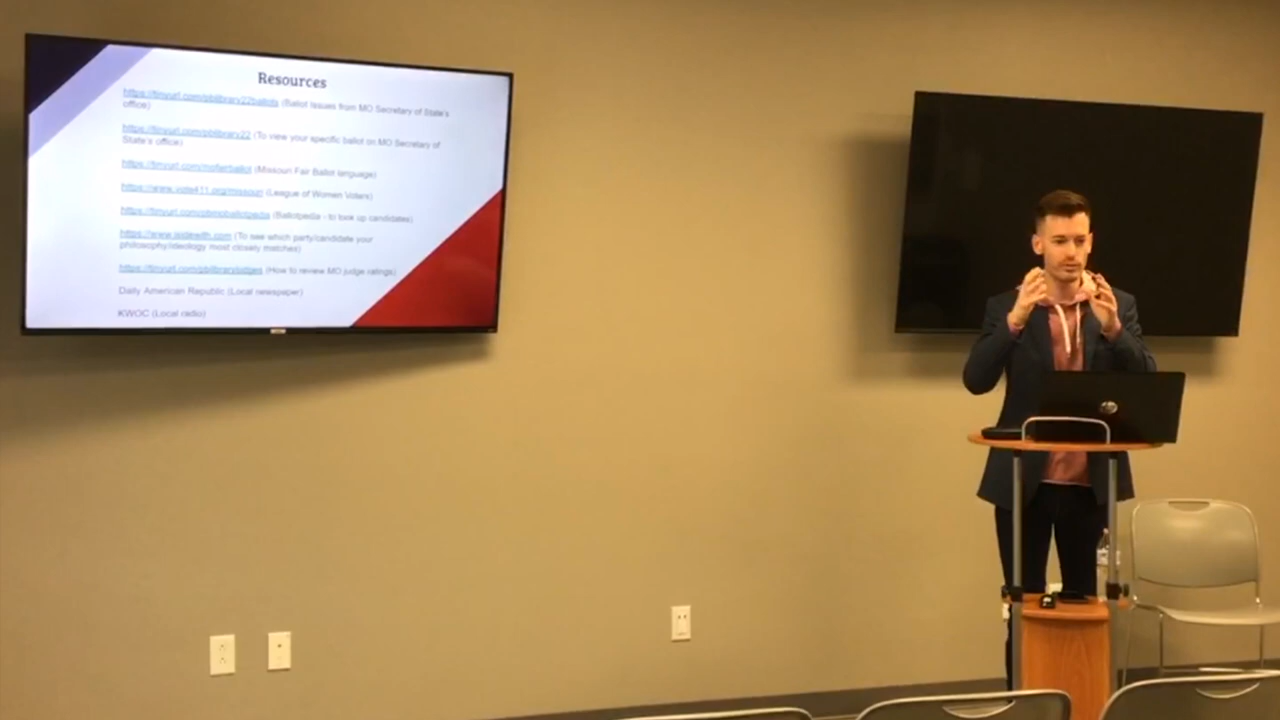 Resources
https://tinyurl.com/pblibrary22ballots (Ballot Issues from MO Secretary of State's
office)
https://tinyurl.com/pblibrary22 (To view your specific ballot on MO Secretary of
State's office)
https://tinyurl.com/mofairballot (Missouri Fair Ballot language)
https://www.vote411.org/missouri (League of Women Voters)
https://tinyurl.com/pbmoballotpedia (Ballotpedia - to look up candidates)
https://www.isidewith.com (To see which party/candidate your
philosophy/ideology most closely matches)
https://tinyurl.com/pblibraryjudges (How to review MO judge ratings)
Daily American Republic (Local newspaper)
KWOC (Local radio)
hp